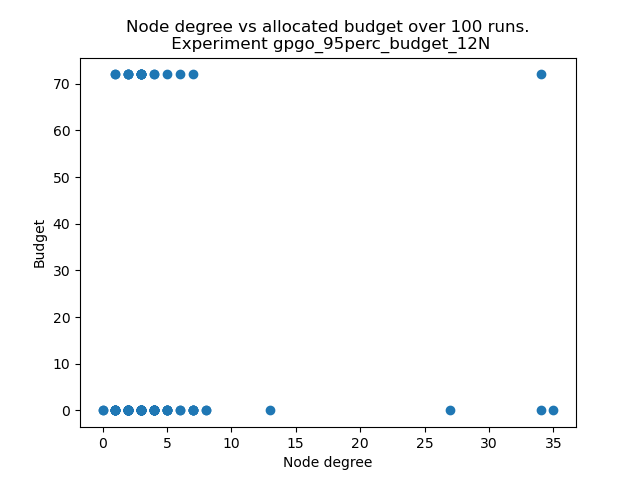 Node degree vs allocated budget over 100 runs.
Experiment gpgo_95perc_budget_12N
70
60
50
40
30
20
10
0
Budget
0 5 10 15 20 25 30 35
Node degree